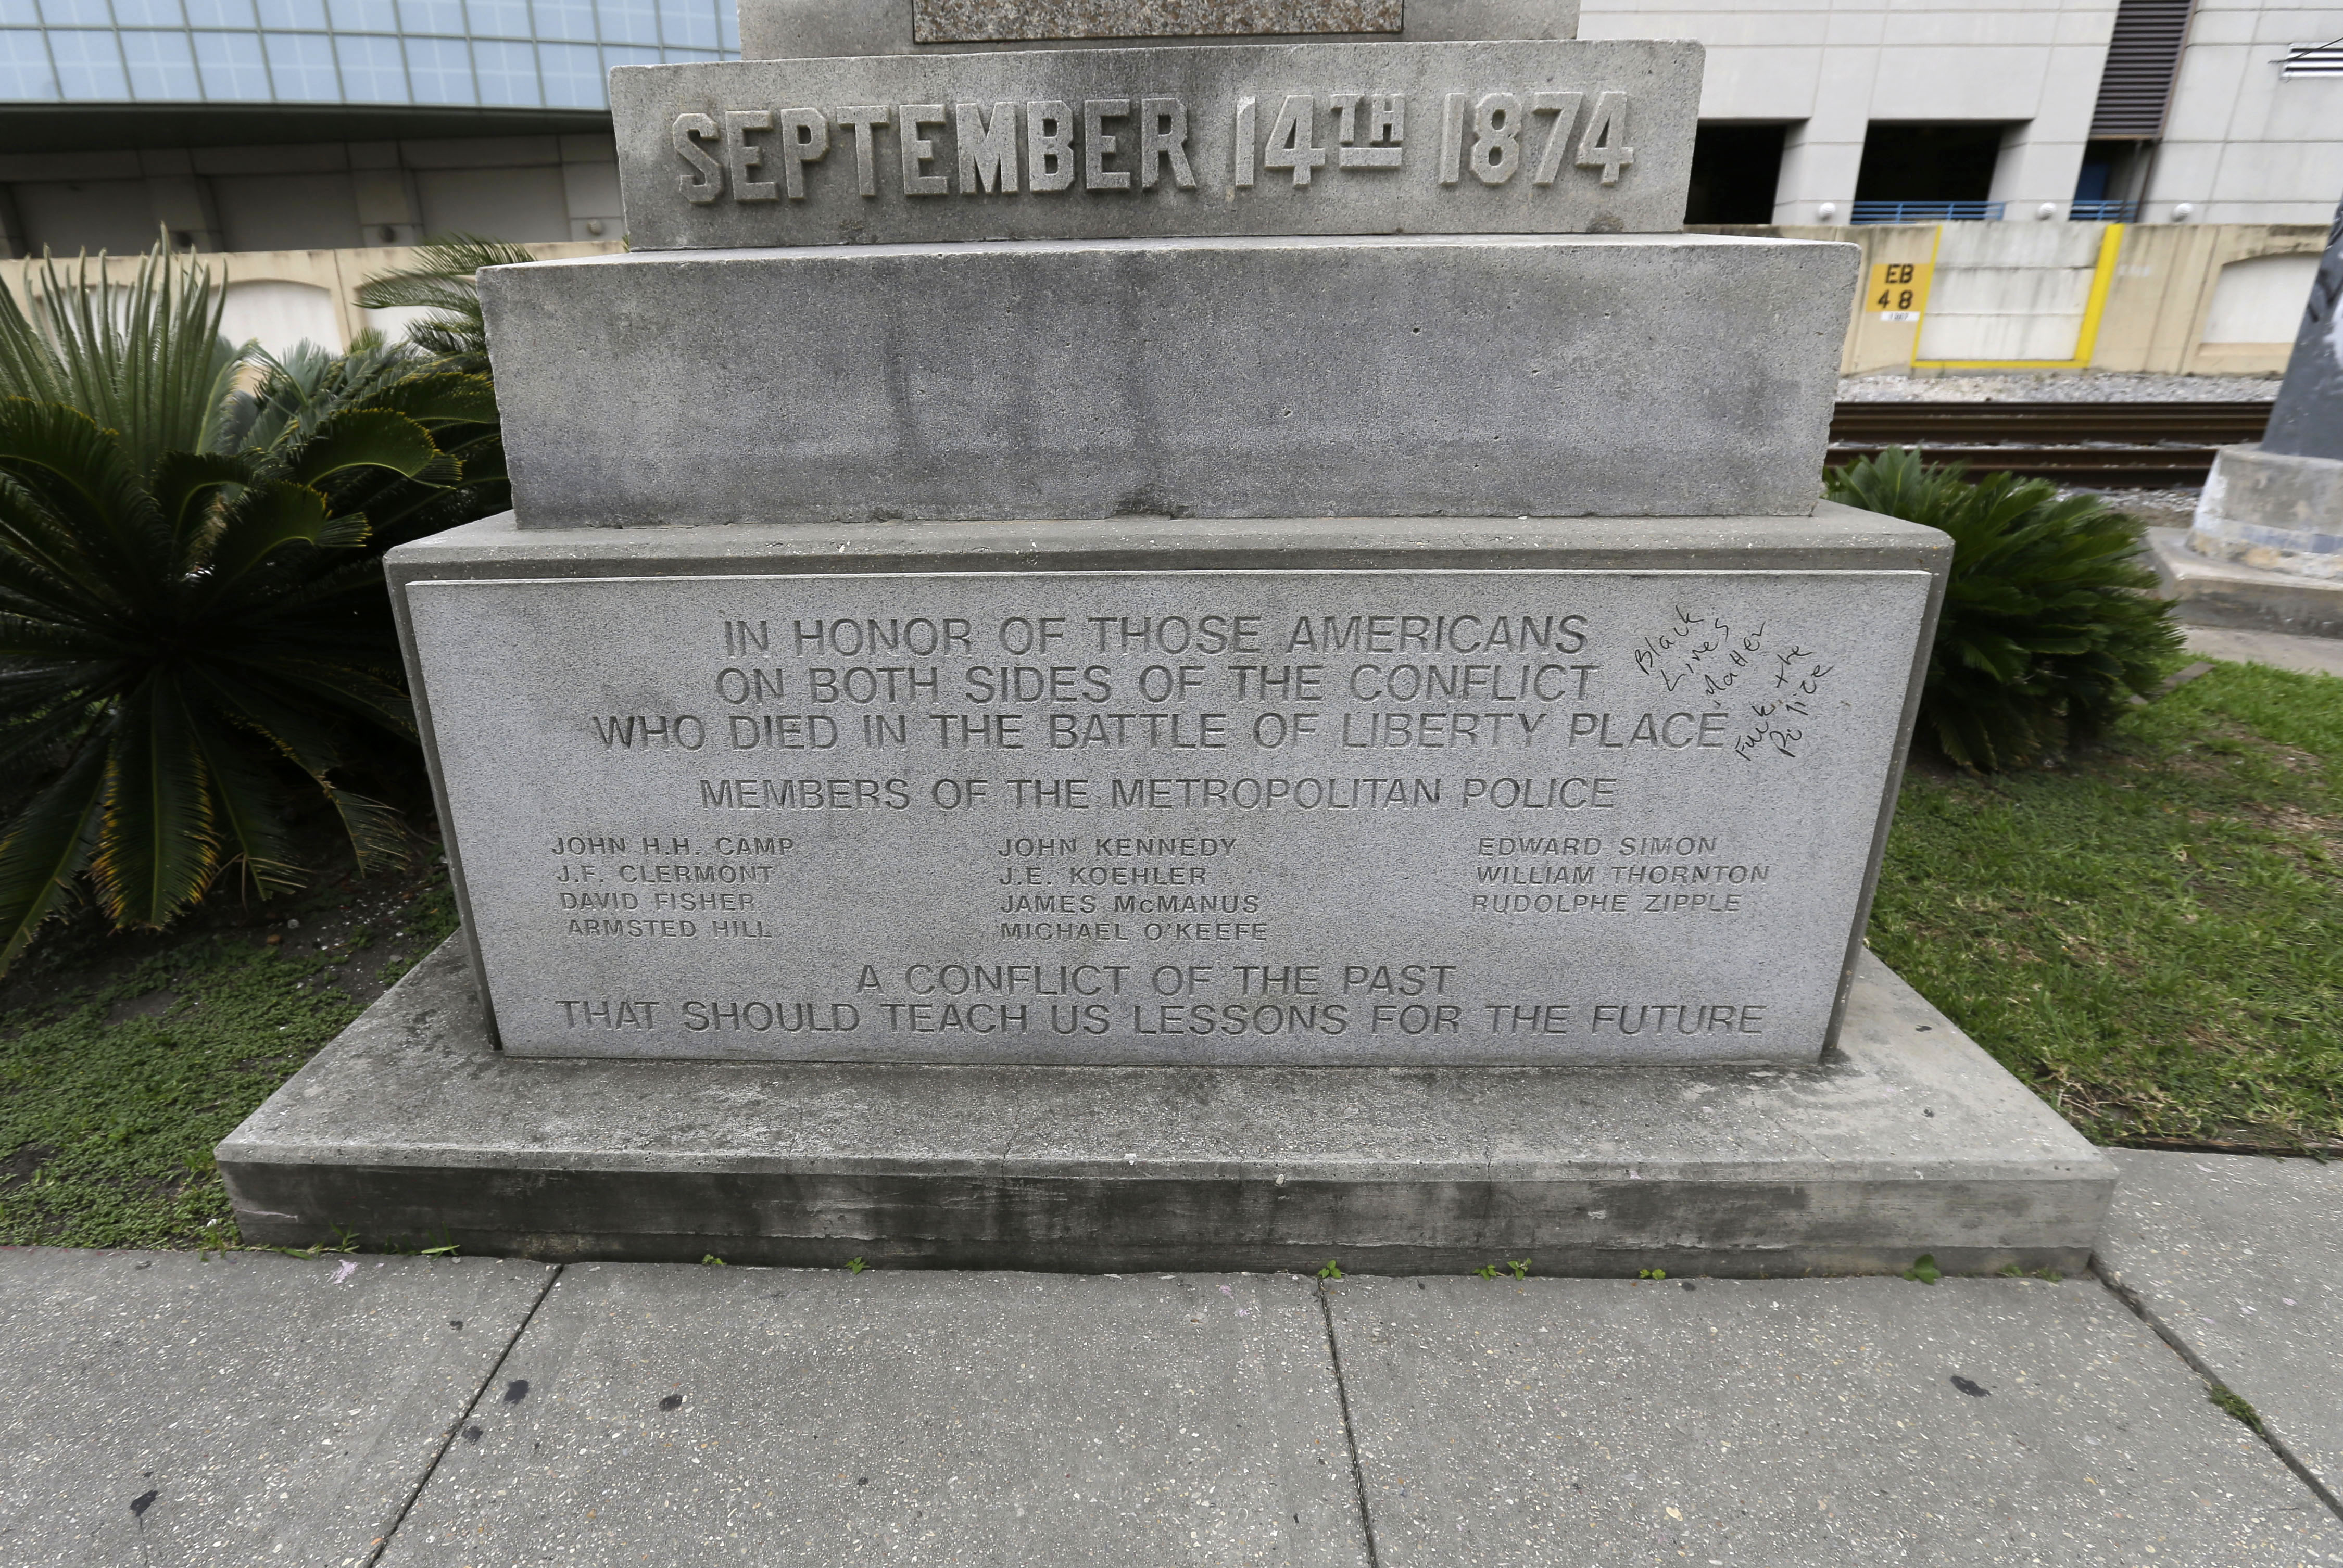 SEPTEMBER 14TH 1874
IN HONOR OF THOSE AMERICANS
ON BOTH SIDES OF THE CONFLICT
WHO DIED IN THE BATTLE OF LIBERTY PLACE
MEMBERS OF THE METROPOLITAN POLICE
JOHN H.H. CAMP
J.F. CLERMONT
DAVID FISHER
ARMSTED HILL
JOHN KENNEDY
J.E. KOEHLER
JAMES McMANUS
MICHAEL O'KEEFE
EDWARD SIMON
WILLIAM THORNTON
RUDOLPHE ZIPPLE
A CONFLICT OF THE PAST
THAT SHOULD TEACH US LESSONS FOR THE FUTURE
Black
Lives
Matter
Fuck the
Police
EB
48